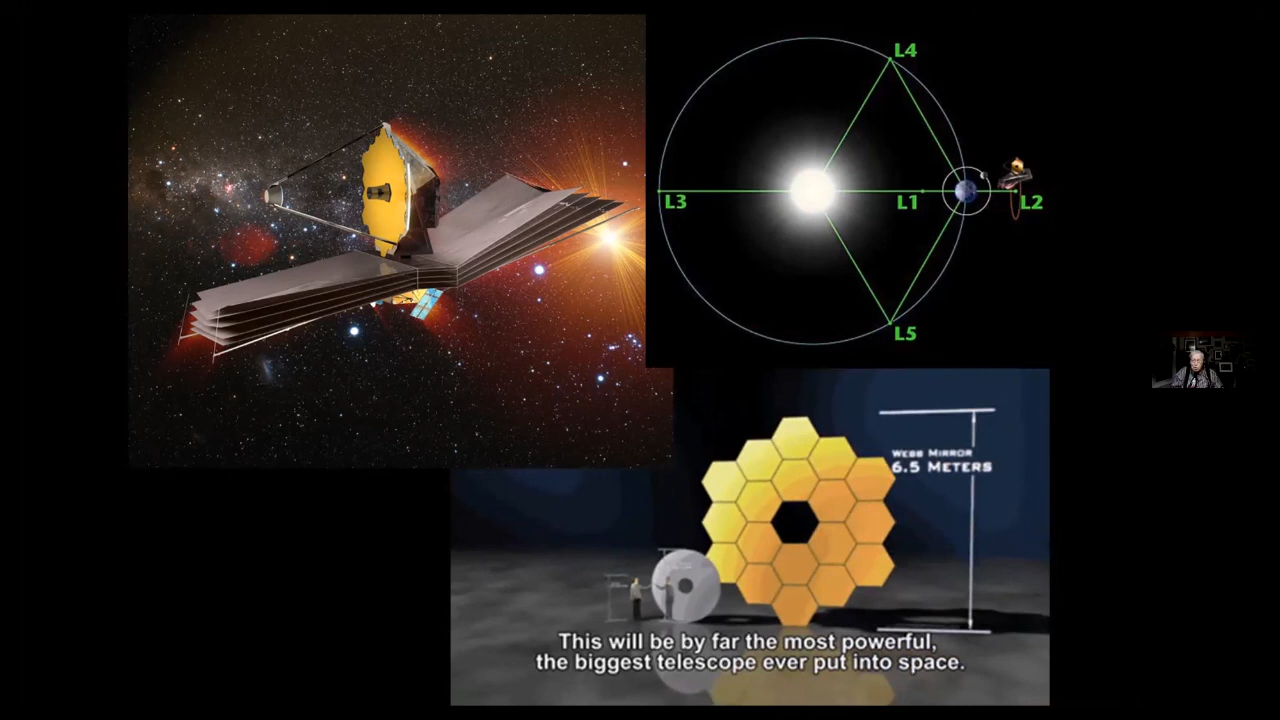 L4
L3
L1
L2
L5
WEBB MIRROR
6.5 METERS
This will be by far the most powerful,
the biggest telescope ever put into space.